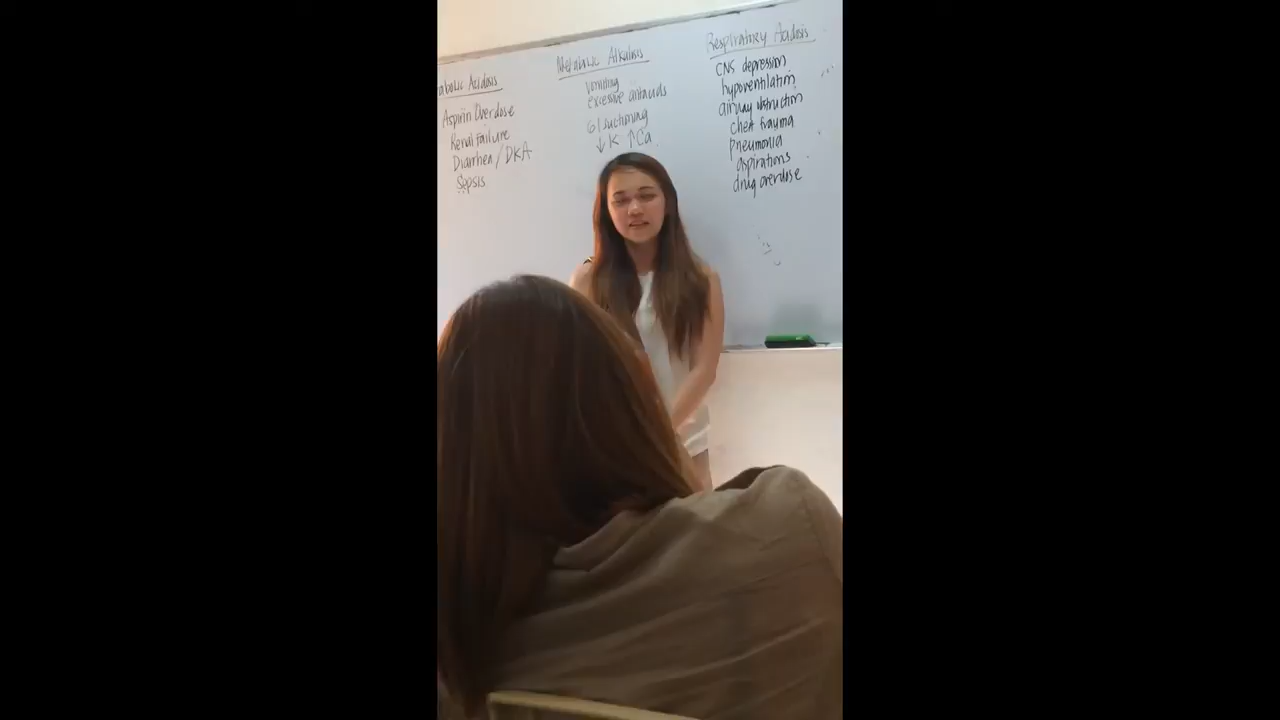 abolic Acidosis
Aspirin Overdose
Renal Failure
Diarrhea / DKA
Sepsis
Metabolic Alkalosis
vomiting
excessive antacids
GI suctioning
↓K ↑Ca
Respiratory Acidosis
CNS depression
hypoventilation
airway obstruction
chest trauma
pneumonia
aspirations
drug overdose